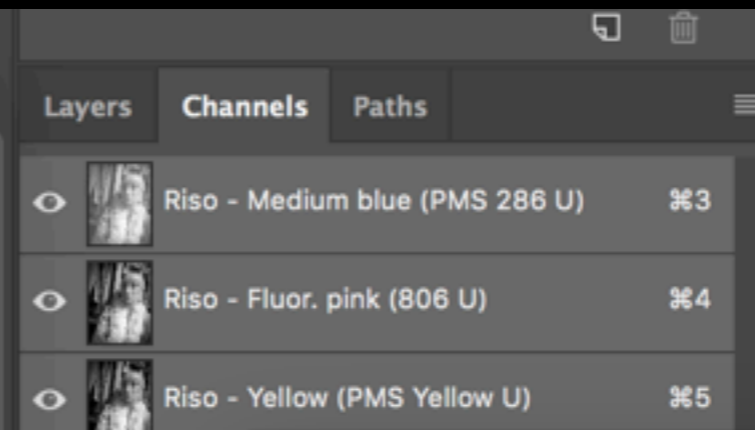 Layers Channels Paths
Riso - Medium blue (PMS 286 U) ⌘3
Riso - Fluor. pink (806 U) ⌘4
Riso - Yellow (PMS Yellow U) ⌘5